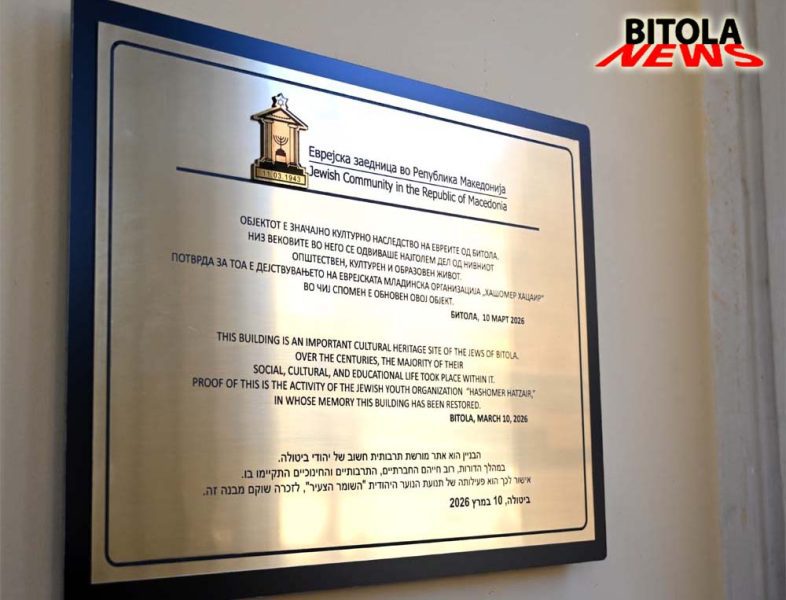 BITOLA
NEWS
11.03.1943
Еврејска заедница во Република Македонија
Jewish Community in the Republic of Macedonia
ОБЈЕКТОТ Е ЗНАЧАЈНО КУЛТУРНО НАСЛЕДСТВО НА ЕВРЕИТЕ ОД БИТОЛА.
НИЗ ВЕКОВИТЕ ВО НЕГО СЕ ОДВИВАШЕ НАЈГОЛЕМ ДЕЛ ОД НИВНИОТ
ОПШТЕСТВЕН, КУЛТУРЕН И ОБРАЗОВЕН ЖИВОТ.
ПОТВРДА ЗА ТОА Е ДЕЈСТВУВАЊЕТО НА ЕВРЕЈСКАТА МЛАДИНСКА ОРГАНИЗАЦИЈА „ХАШОМЕР ХАЦАИР“
ВО ЧИЈ СПОМЕН Е ОБНОВЕН ОВОЈ ОБЈЕКТ.
БИТОЛА, 10 МАРТ 2026
THIS BUILDING IS AN IMPORTANT CULTURAL HERITAGE SITE OF THE JEWS OF BITOLA.
OVER THE CENTURIES, THE MAJORITY OF THEIR
SOCIAL, CULTURAL, AND EDUCATIONAL LIFE TOOK PLACE WITHIN IT.
PROOF OF THIS IS THE ACTIVITY OF THE JEWISH YOUTH ORGANIZATION "HASHOMER HATZAIR,"
IN WHOSE MEMORY THIS BUILDING HAS BEEN RESTORED.
BITOLA, MARCH 10, 2026
הבניין הוא אתר מורשת תרבותית חשוב של יהודי ביטולה.
במהלך הדורות, רוב חייהם החברתיים, התרבותיים והחינוכיים התקיימו בו.
אישור לכך הוא פעילותה של תנועת הנוער היהודית "השומר הצעיר", לזכרה שוקם מבנה זה.
ביטולה, 10 במרץ 2026